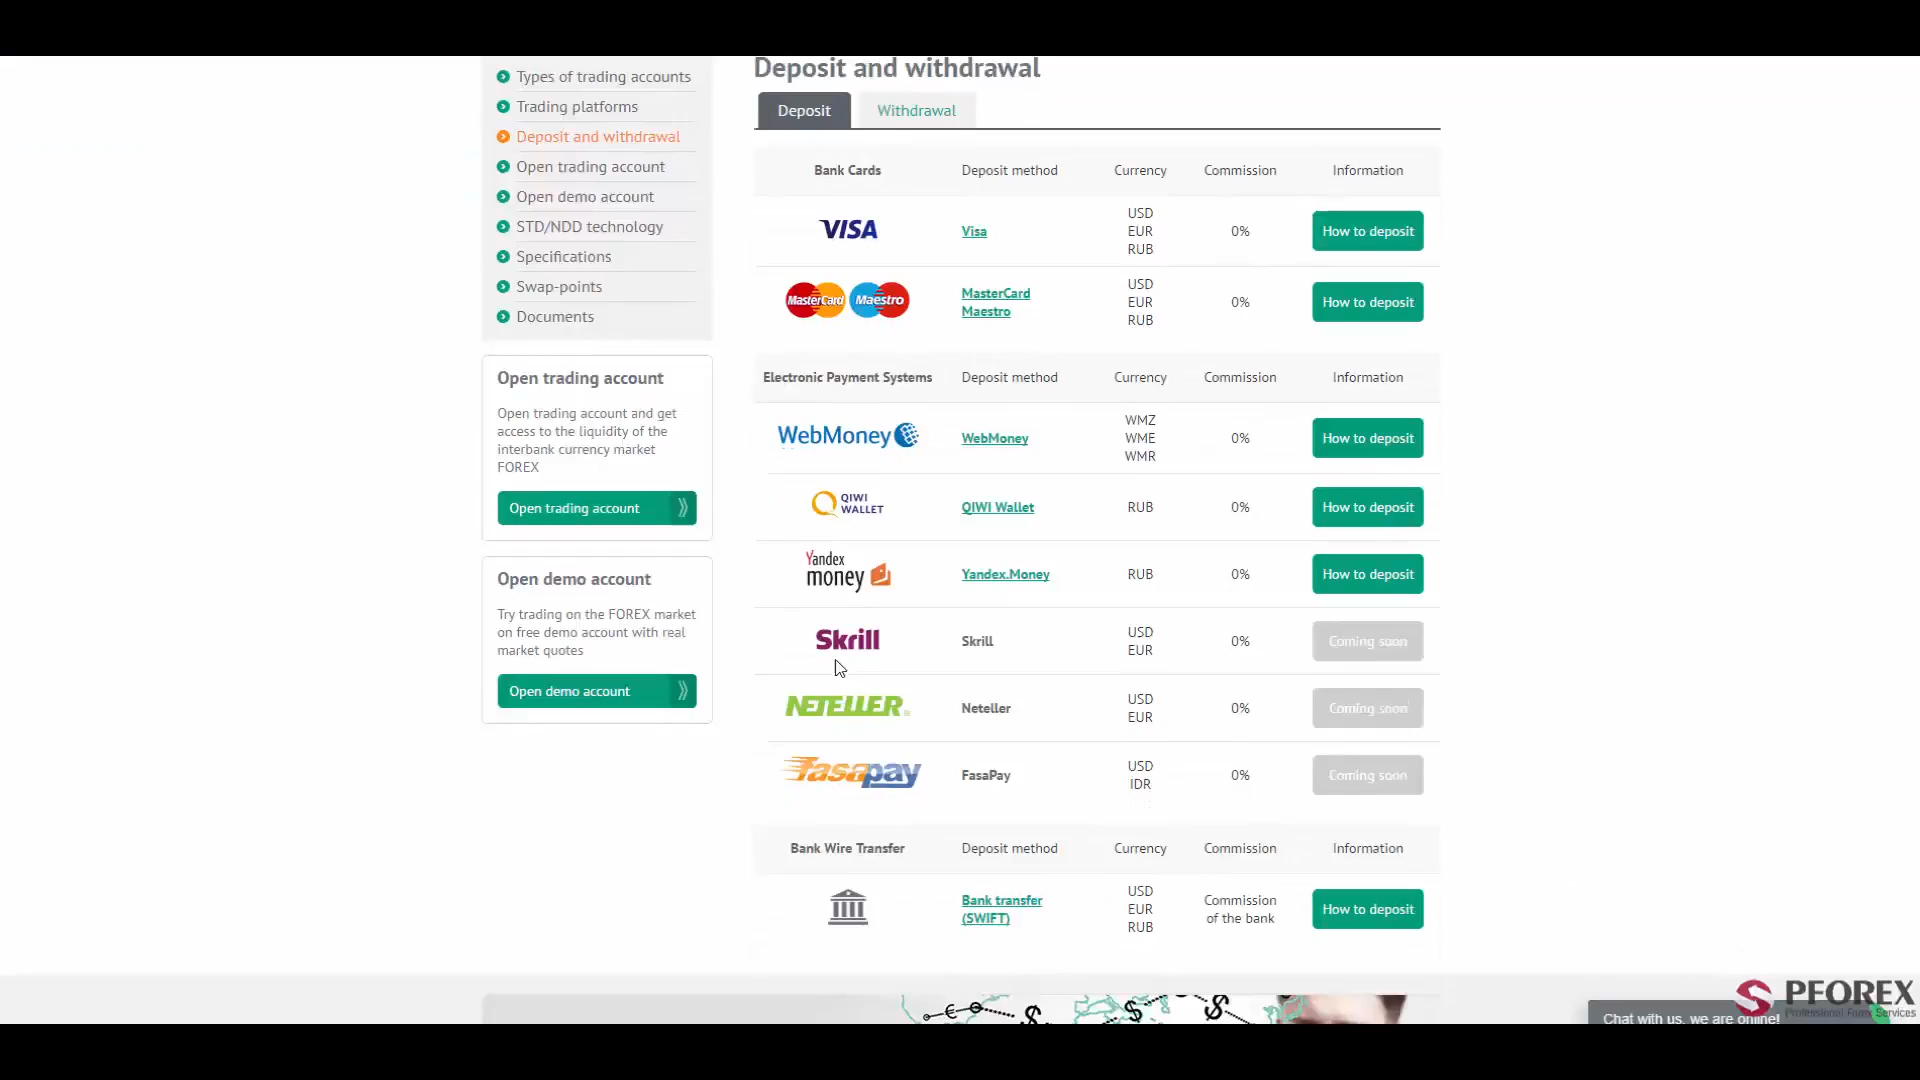 Deposit and withdrawal
Types of trading accounts
Trading platforms
Deposit and withdrawal
Open trading account
Open demo account
STD/NDD technology
Specifications
Swap-points
Documents
Open trading account
Open trading account and get
access to the liquidity of the
interbank currency market
FOREX
Open trading account
Open demo account
Try trading on the FOREX market
on free demo account with real
market quotes
Open demo account
Deposit Withdrawal
Bank Cards Deposit method Currency Commission Information
VISA Visa USD EUR RUB 0% How to deposit
MasterCard Maestro MasterCard Maestro USD EUR RUB 0% How to deposit
Electronic Payment Systems Deposit method Currency Commission Information
WebMoney WebMoney WMZ WME WMR 0% How to deposit
QIWI WALLET QIWI Wallet RUB 0% How to deposit
Yandex money Yandex.Money RUB 0% How to deposit
Skrill Skrill USD EUR 0% Coming soon
NETELLER Neteller USD EUR 0% Coming soon
fasapay FasaPay USD IDR 0% Coming soon
Bank Wire Transfer Deposit method Currency Commission Information
Bank transfer (SWIFT) USD EUR RUB Commission of the bank How to deposit
PFOREX
Professional Forex Services
Chat with us, we are online!